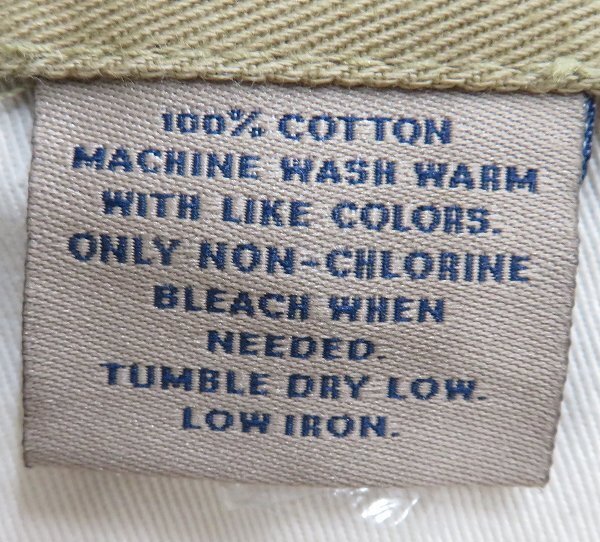 100% COTTON
MACHINE WASH WARM
WITH LIKE COLORS.
ONLY NON-CHLORINE
BLEACH WHEN
NEEDED.
TUMBLE DRY LOW.
LOW IRON.